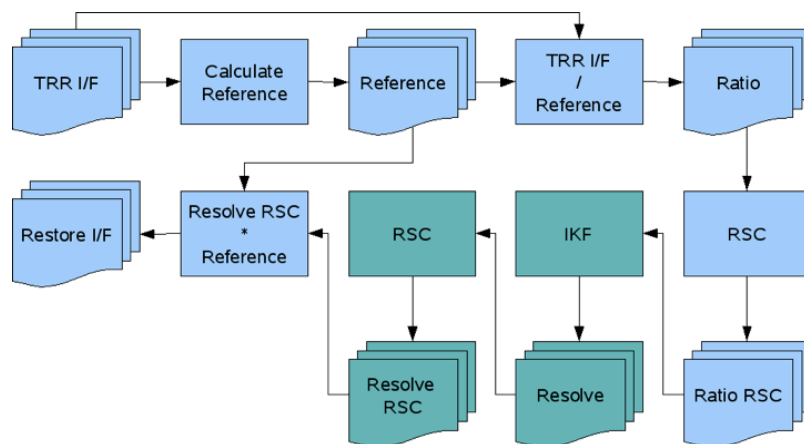 TRR I/F
Calculate
Reference
Reference
TRR I/F
/
Reference
Ratio
Restore I/F
Resolve RSC
*
Reference
RSC
IKF
RSC
Resolve
RSC
Resolve
Ratio RSC